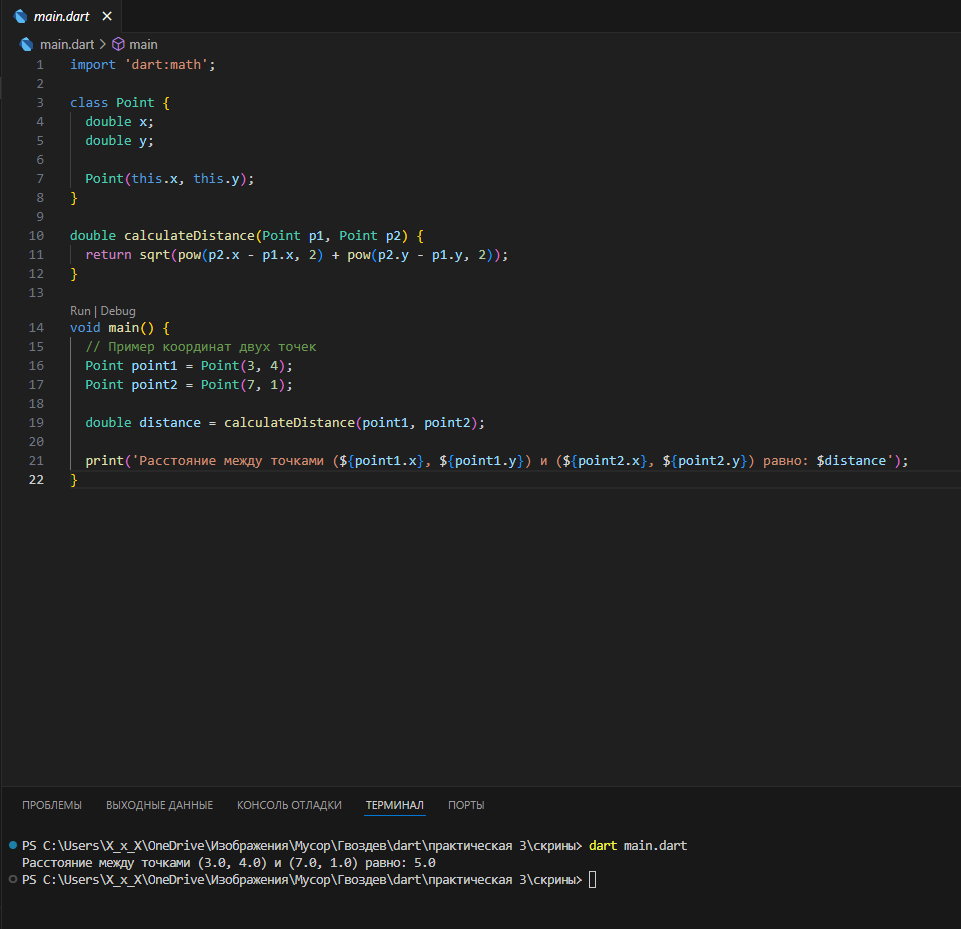 main.dart
main.dart > main
1 import 'dart:math';
2
3 class Point {
4   double x;
5   double y;
6
7   Point(this.x, this.y);
8 }
9
10 double calculateDistance(Point p1, Point p2) {
11   return sqrt(pow(p2.x - p1.x, 2) + pow(p2.y - p1.y, 2));
12 }
13
Run | Debug
14 void main() {
15   // Пример координат двух точек
16   Point point1 = Point(3, 4);
17   Point point2 = Point(7, 1);
18
19   double distance = calculateDistance(point1, point2);
20
21   print('Расстояние между точками (${point1.x}, ${point1.y}) и (${point2.x}, ${point2.y}) равно: $distance');
22 }
ПРОБЛЕМЫ ВЫХОДНЫЕ ДАННЫЕ КОНСОЛЬ ОТЛАДКИ ТЕРМИНАЛ ПОРТЫ
PS C:\Users\X_x_X\OneDrive\Изображения\Мусор\Гвоздев\dart\практическая 3\скрины> dart main.dart
Расстояние между точками (3.0, 4.0) и (7.0, 1.0) равно: 5.0
PS C:\Users\X_x_X\OneDrive\Изображения\Мусор\Гвоздев\dart\практическая 3\скрины>